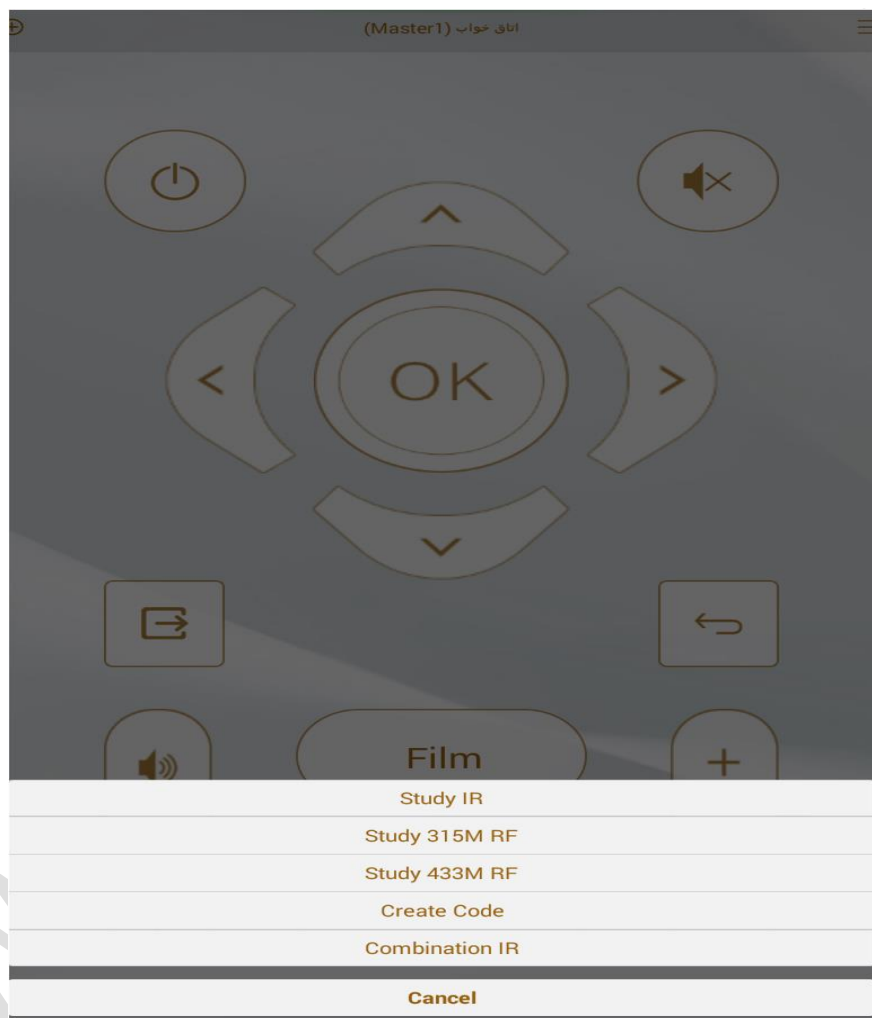 اتاق خواب (Master1)
OK
Film
Study IR
Study 315M RF
Study 433M RF
Create Code
Combination IR
Cancel